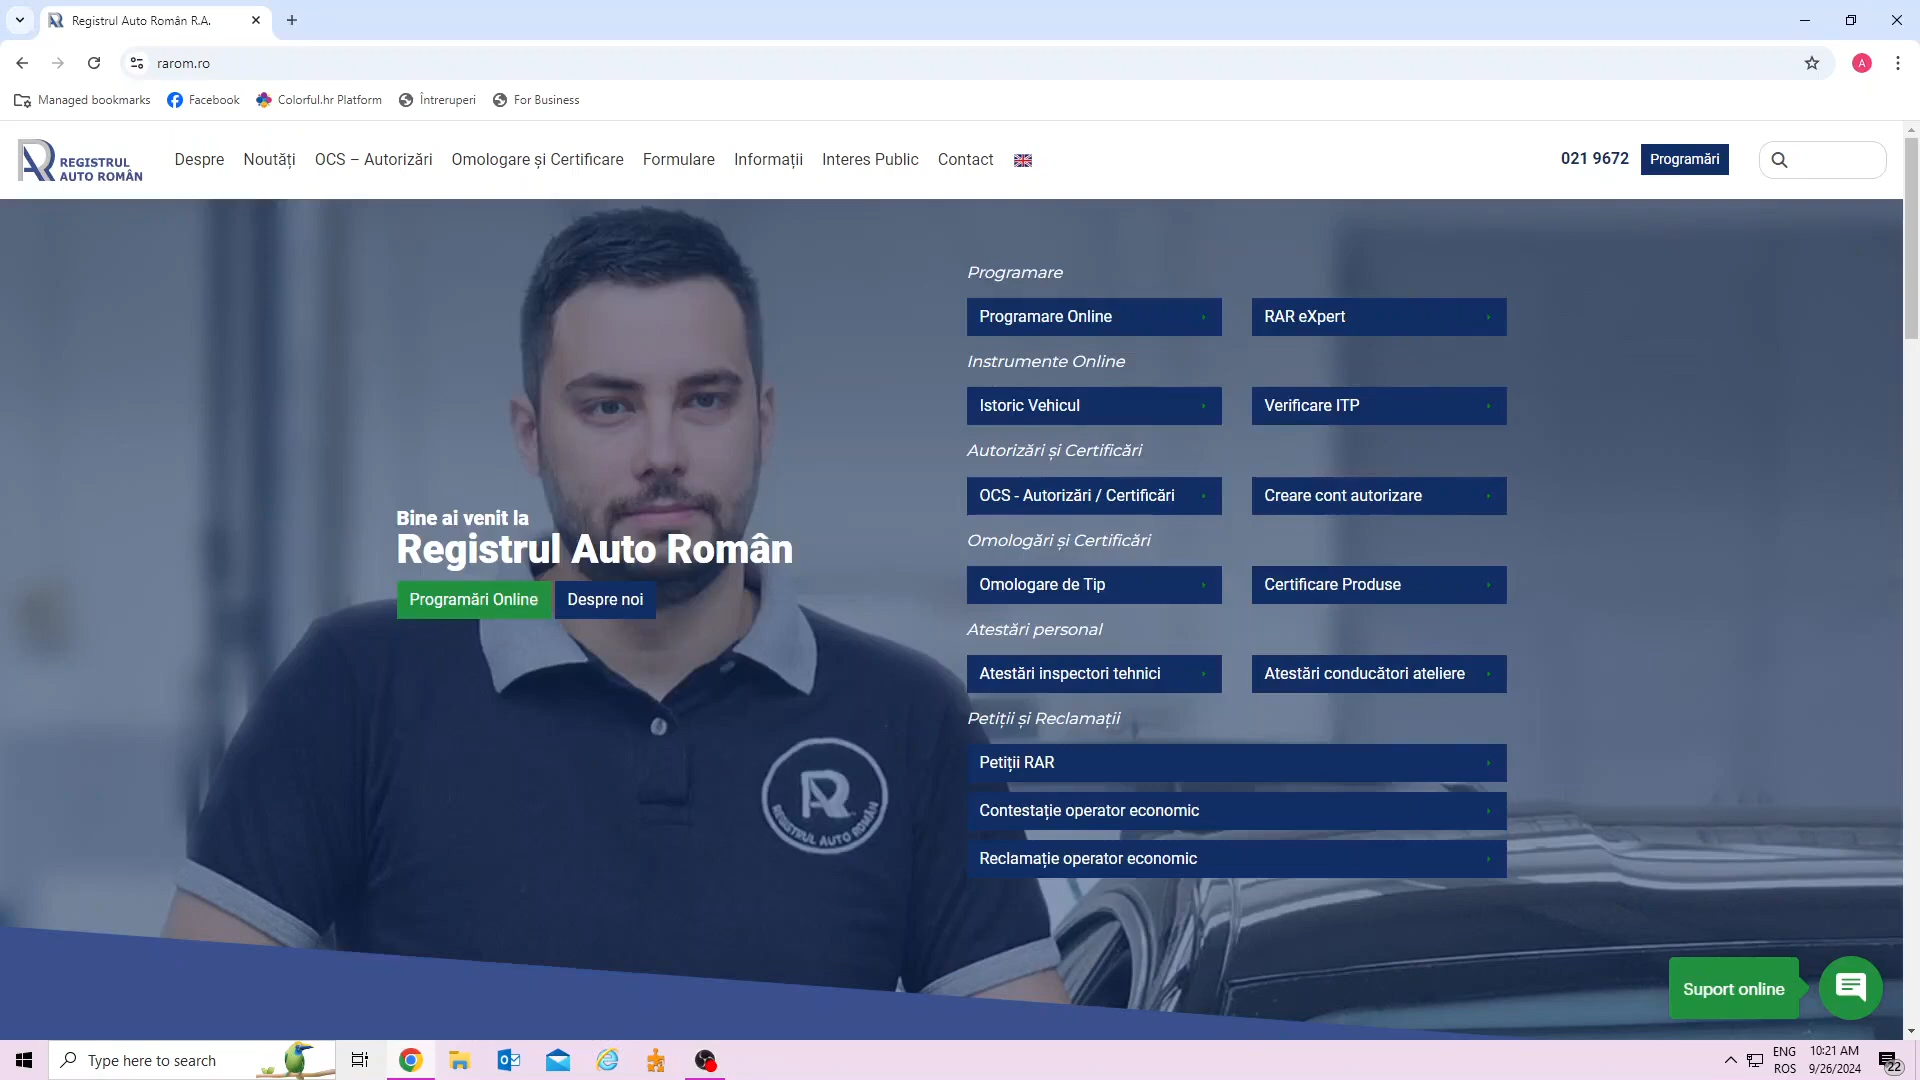 Registrul Auto Român R.A.
rarom.ro
A
Managed bookmarks
Facebook
Colorful.hr Platform
Întreruperi
For Business
REGISTRUL
AUTO ROMÂN
Despre
Noutăți
OCS – Autorizări
Omologare și Certificare
Formulare
Informații
Interes Public
Contact
021 9672
Programări
Programare
Programare Online
RAR eXpert
Instrumente Online
Istoric Vehicul
Verificare ITP
Autorizări și Certificări
OCS - Autorizări / Certificări
Creare cont autorizare
Omologări și Certificări
Omologare de Tip
Certificare Produse
Atestări personal
Atestări inspectori tehnici
Atestări conducători ateliere
Petiții și Reclamații
Petiții RAR
Contestație operator economic
Reclamație operator economic
Bine ai venit la
Registrul Auto Român
Programări Online
Despre noi
REGISTRUL AUTO ROMÂN
Suport online
Type here to search
ENG
ROS
10:21 AM
9/26/2024
22